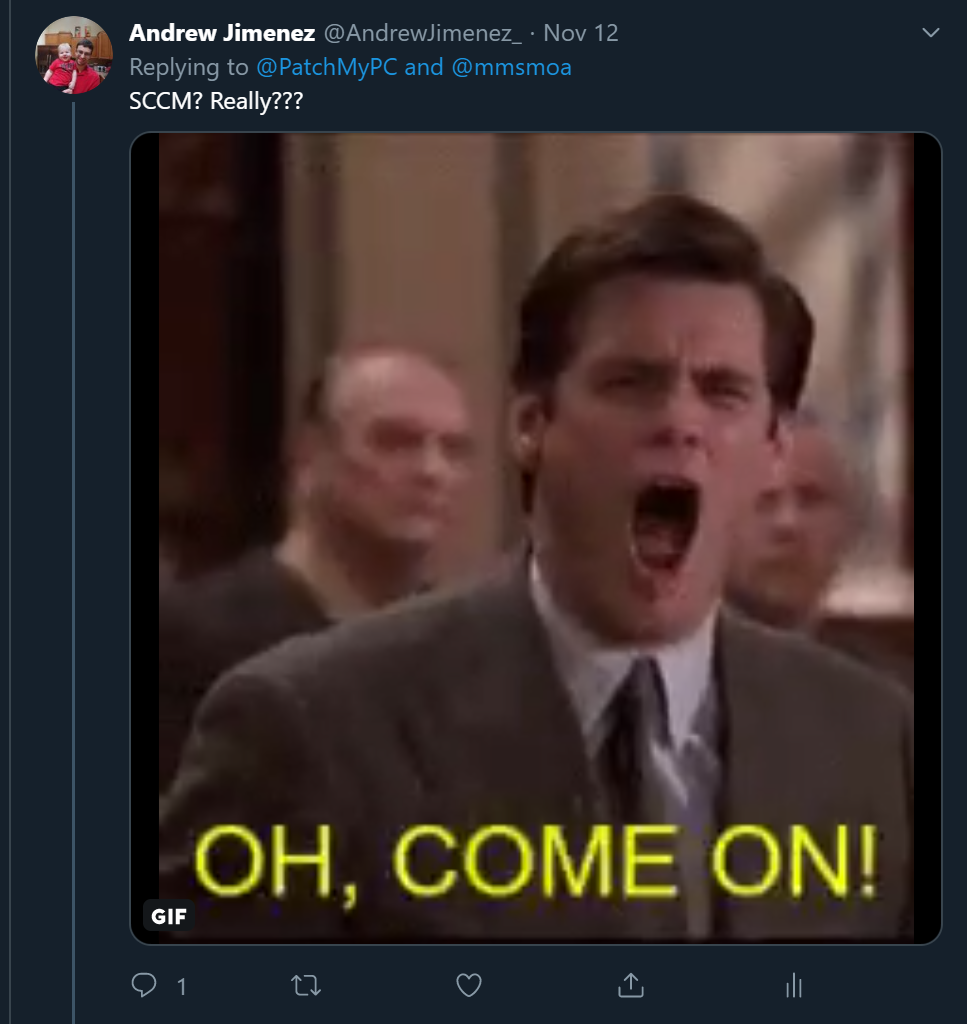 Andrew Jimenez @AndrewJimenez_ · Nov 12
Replying to @PatchMyPC and @mmsmoa
SCCM? Really???
OH, COME ON!
GIF
1